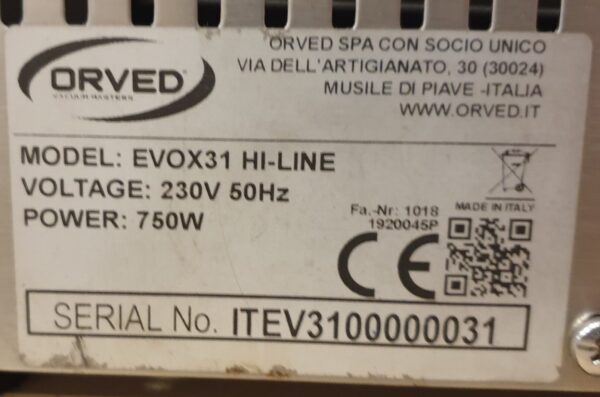 ORVED
VACUUM MASTERS
ORVED SPA CON SOCIO UNICO
VIA DELL'ARTIGIANATO, 30 (30024)
MUSILE DI PIAVE -ITALIA
WWW.ORVED.IT
MODEL: EVOX31 HI-LINE
VOLTAGE: 230V 50Hz
POWER: 750W
Fa.-Nr: 1018
1920045P
MADE IN ITALY
CE
SERIAL No. ITEV3100000031